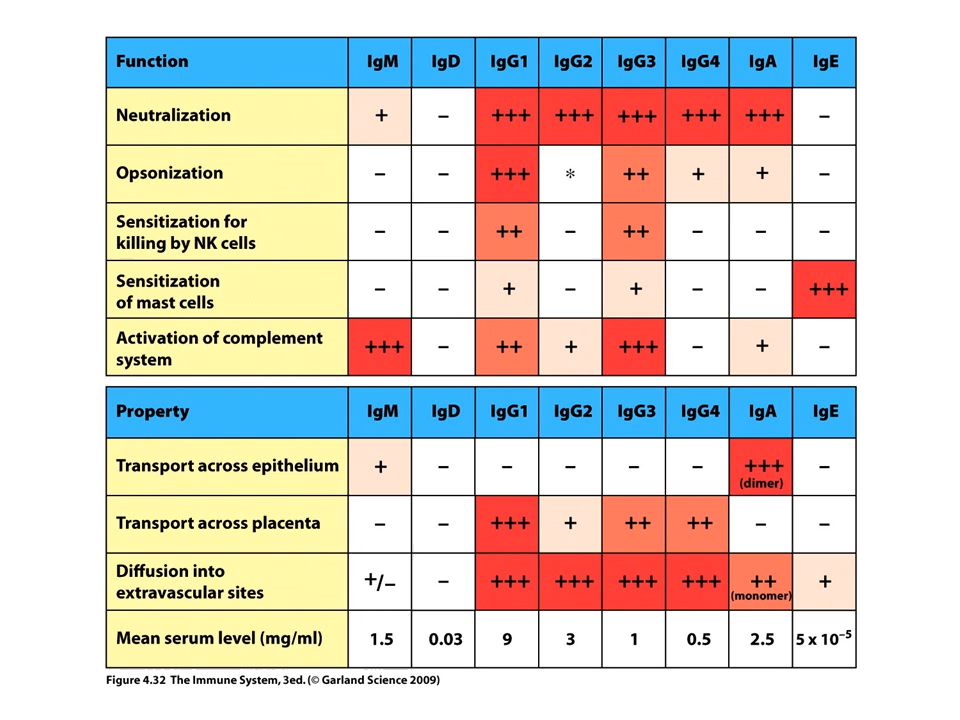 Function IgM IgD IgG1 IgG2 IgG3 IgG4 IgA IgE
Neutralization + – +++ +++ +++ +++ +++ –
Opsonization – – +++ * ++ + + –
Sensitization for
killing by NK cells – – ++ – ++ – – –
Sensitization
of mast cells – – + – + – – +++
Activation of complement
system +++ – ++ + +++ – + –
Property IgM IgD IgG1 IgG2 IgG3 IgG4 IgA IgE
Transport across epithelium + – – – – – +++ –
(dimer)
Transport across placenta – – +++ + ++ ++ – –
Diffusion into
extravascular sites +/– – +++ +++ +++ +++ ++ +
(monomer)
Mean serum level (mg/ml) 1.5 0.03 9 3 1 0.5 2.5 5 x 10⁻⁵
Figure 4.32 The Immune System, 3ed. (© Garland Science 2009)